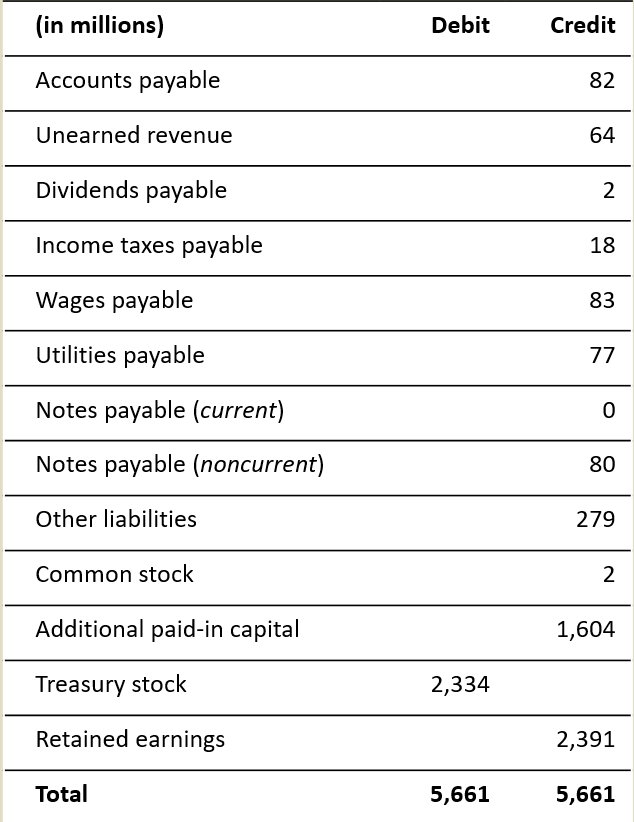 (in millions) Debit Credit
Accounts payable 82
Unearned revenue 64
Dividends payable 2
Income taxes payable 18
Wages payable 83
Utilities payable 77
Notes payable (current) 0
Notes payable (noncurrent) 80
Other liabilities 279
Common stock 2
Additional paid-in capital 1,604
Treasury stock 2,334
Retained earnings 2,391
Total 5,661 5,661